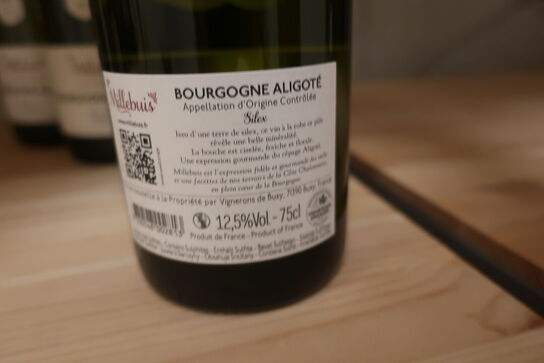 Millebuis
www.millebuis.fr
BOURGOGNE ALIGOTÉ
Appellation d'Origine Contrôlée
Silex
Issu d'une terre de silex, ce vin à la robe or pâle
révèle une belle minéralité.
La bouche est ciselée, fraîche et florale.
Une expression gourmande du cépage Aligoté.
Millebuis est l'expression fidèle et gourmande des mille
et une facettes de nos terroirs de la Côte Chalonnaise
en plein cœur de la Bourgogne.
à la Propriété par Vignerons de Buxy, 71390 Buxy, France
12,5%Vol. - 75cl
Produit de France - Product of France